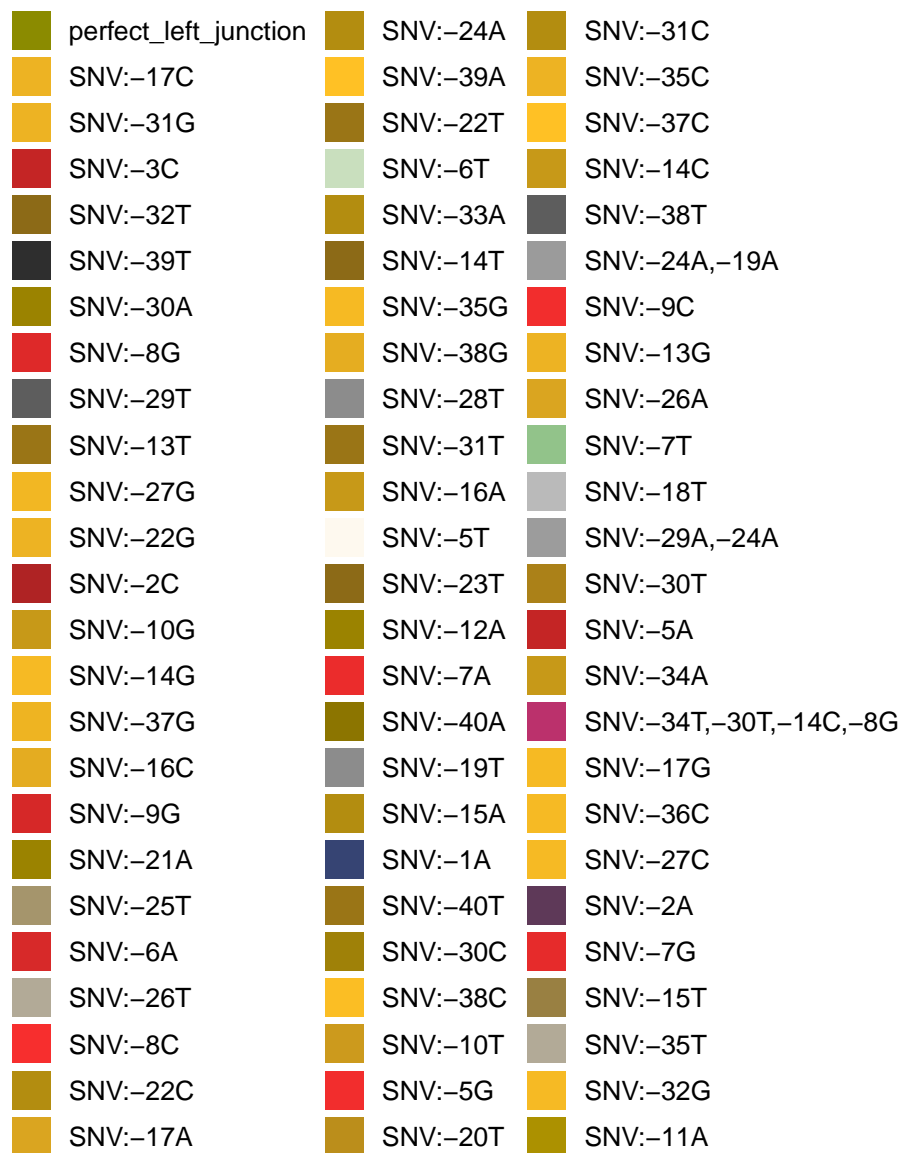 perfect_left_junction SNV:−24A SNV:−31C
SNV:−17C SNV:−39A SNV:−35C
SNV:−31G SNV:−22T SNV:−37C
SNV:−3C SNV:−6T SNV:−14C
SNV:−32T SNV:−33A SNV:−38T
SNV:−39T SNV:−14T SNV:−24A,−19A
SNV:−30A SNV:−35G SNV:−9C
SNV:−8G SNV:−38G SNV:−13G
SNV:−29T SNV:−28T SNV:−26A
SNV:−13T SNV:−31T SNV:−7T
SNV:−27G SNV:−16A SNV:−18T
SNV:−22G SNV:−5T SNV:−29A,−24A
SNV:−2C SNV:−23T SNV:−30T
SNV:−10G SNV:−12A SNV:−5A
SNV:−14G SNV:−7A SNV:−34A
SNV:−37G SNV:−40A SNV:−34T,−30T,−14C,−8G
SNV:−16C SNV:−19T SNV:−17G
SNV:−9G SNV:−15A SNV:−36C
SNV:−21A SNV:−1A SNV:−27C
SNV:−25T SNV:−40T SNV:−2A
SNV:−6A SNV:−30C SNV:−7G
SNV:−26T SNV:−38C SNV:−15T
SNV:−8C SNV:−10T SNV:−35T
SNV:−22C SNV:−5G SNV:−32G
SNV:−17A SNV:−20T SNV:−11A